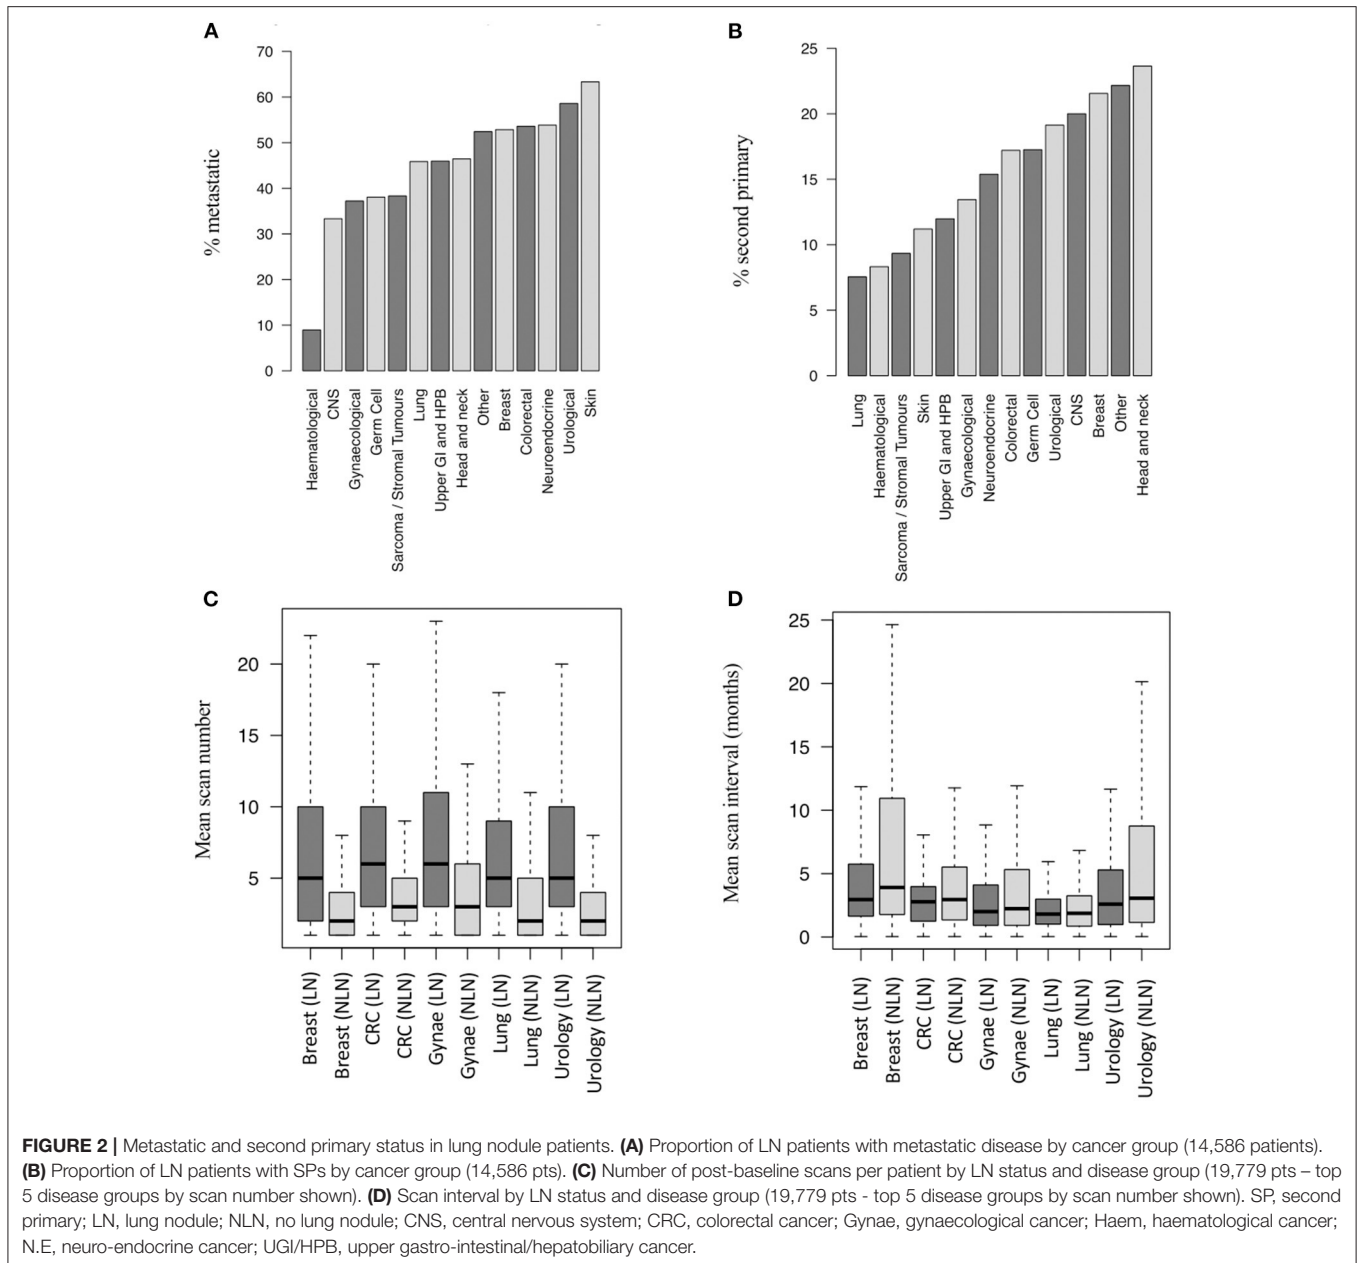 A
% metastatic
70
60
50
40
30
20
10
0
Haematological
CNS
Gynaecological
Germ Cell
Sarcoma / Stromal Tumours
Lung
Upper GI and HPB
Head and neck
Other
Breast
Colorectal
Neuroendocrine
Urological
Skin
B
% second primary
25
20
15
10
5
0
Lung
Haematological
Sarcoma / Stromal Tumours
Skin
Upper GI and HPB
Gynaecological
Neuroendocrine
Colorectal
Germ Cell
Urological
CNS
Breast
Other
Head and neck
C
Mean scan number
20
15
10
5
Breast (LN)
Breast (NLN)
CRC (LN)
CRC (NLN)
Gynae (LN)
Gynae (NLN)
Lung (LN)
Lung (NLN)
Urology (LN)
Urology (NLN)
D
Mean scan interval (months)
25
20
15
10
5
0
Breast (LN)
Breast (NLN)
CRC (LN)
CRC (NLN)
Gynae (LN)
Gynae (NLN)
Lung (LN)
Lung (NLN)
Urology (LN)
Urology (NLN)
FIGURE 2 | Metastatic and second primary status in lung nodule patients. (A) Proportion of LN patients with metastatic disease by cancer group (14,586 patients).
(B) Proportion of LN patients with SPs by cancer group (14,586 pts). (C) Number of post-baseline scans per patient by LN status and disease group (19,779 pts – top
5 disease groups by scan number shown). (D) Scan interval by LN status and disease group (19,779 pts - top 5 disease groups by scan number shown). SP, second
primary; LN, lung nodule; NLN, no lung nodule; CNS, central nervous system; CRC, colorectal cancer; Gynae, gynaecological cancer; Haem, haematological cancer;
N.E, neuro-endocrine cancer; UGI/HPB, upper gastro-intestinal/hepatobiliary cancer.